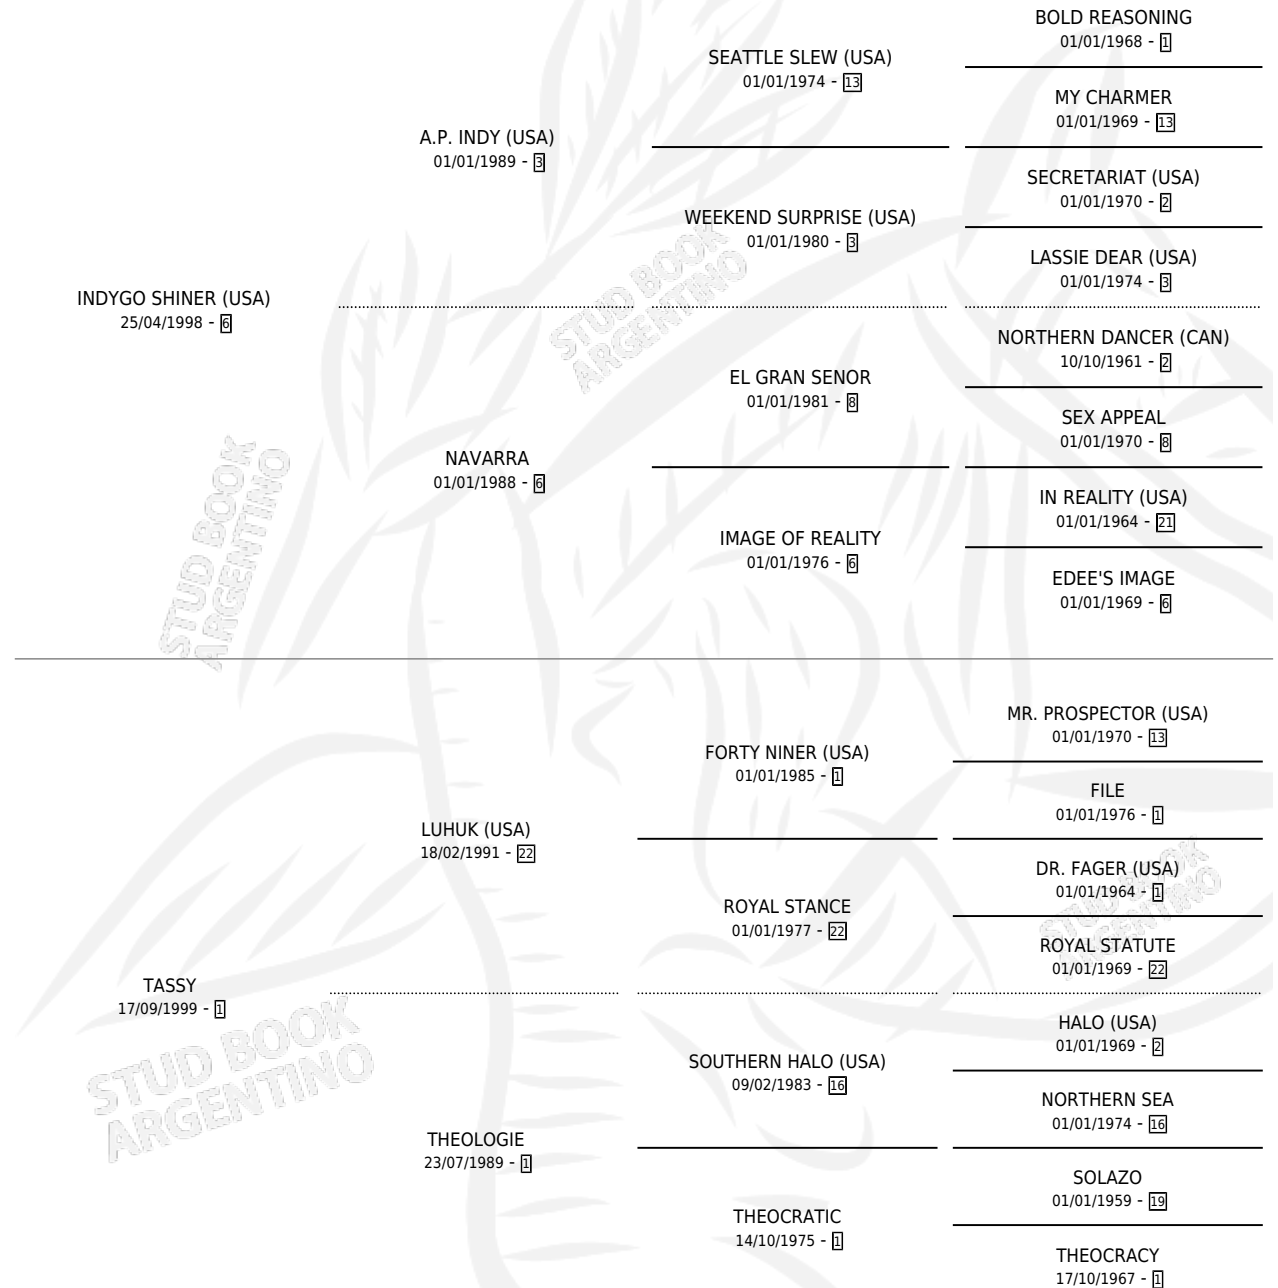 BOLD REASONING
01/01/1968 - 1
SEATTLE SLEW (USA)
01/01/1974 - 13
MY CHARMER
01/01/1969 - 13
A.P. INDY (USA)
01/01/1989 - 3
SECRETARIAT (USA)
01/01/1970 - 2
WEEKEND SURPRISE (USA)
01/01/1980 - 3
LASSIE DEAR (USA)
01/01/1974 - 3
INDYGO SHINER (USA)
25/04/1998 - 6
NORTHERN DANCER (CAN)
10/10/1961 - 2
EL GRAN SENOR
01/01/1981 - 8
SEX APPEAL
01/01/1970 - 8
NAVARRA
01/01/1988 - 6
IN REALITY (USA)
01/01/1964 - 21
IMAGE OF REALITY
01/01/1976 - 6
EDEE'S IMAGE
01/01/1969 - 6
MR. PROSPECTOR (USA)
01/01/1970 - 13
FORTY NINER (USA)
01/01/1985 - 1
FILE
01/01/1976 - 1
LUHUK (USA)
18/02/1991 - 22
DR. FAGER (USA)
01/01/1964 - 1
ROYAL STANCE
01/01/1977 - 22
ROYAL STATUTE
01/01/1969 - 22
TASSY
17/09/1999 - 1
HALO (USA)
01/01/1969 - 2
SOUTHERN HALO (USA)
09/02/1983 - 16
NORTHERN SEA
01/01/1974 - 16
THEOLOGIE
23/07/1989 - 1
SOLAZO
01/01/1959 - 19
THEOCRATIC
14/10/1975 - 1
THEOCRACY
17/10/1967 - 1
STUD BOOK
ARGENTINO
STUD BOOK
ARGENTINO
STUD BOOK
ARGENTINO
STUD BOOK
ARGENTINO